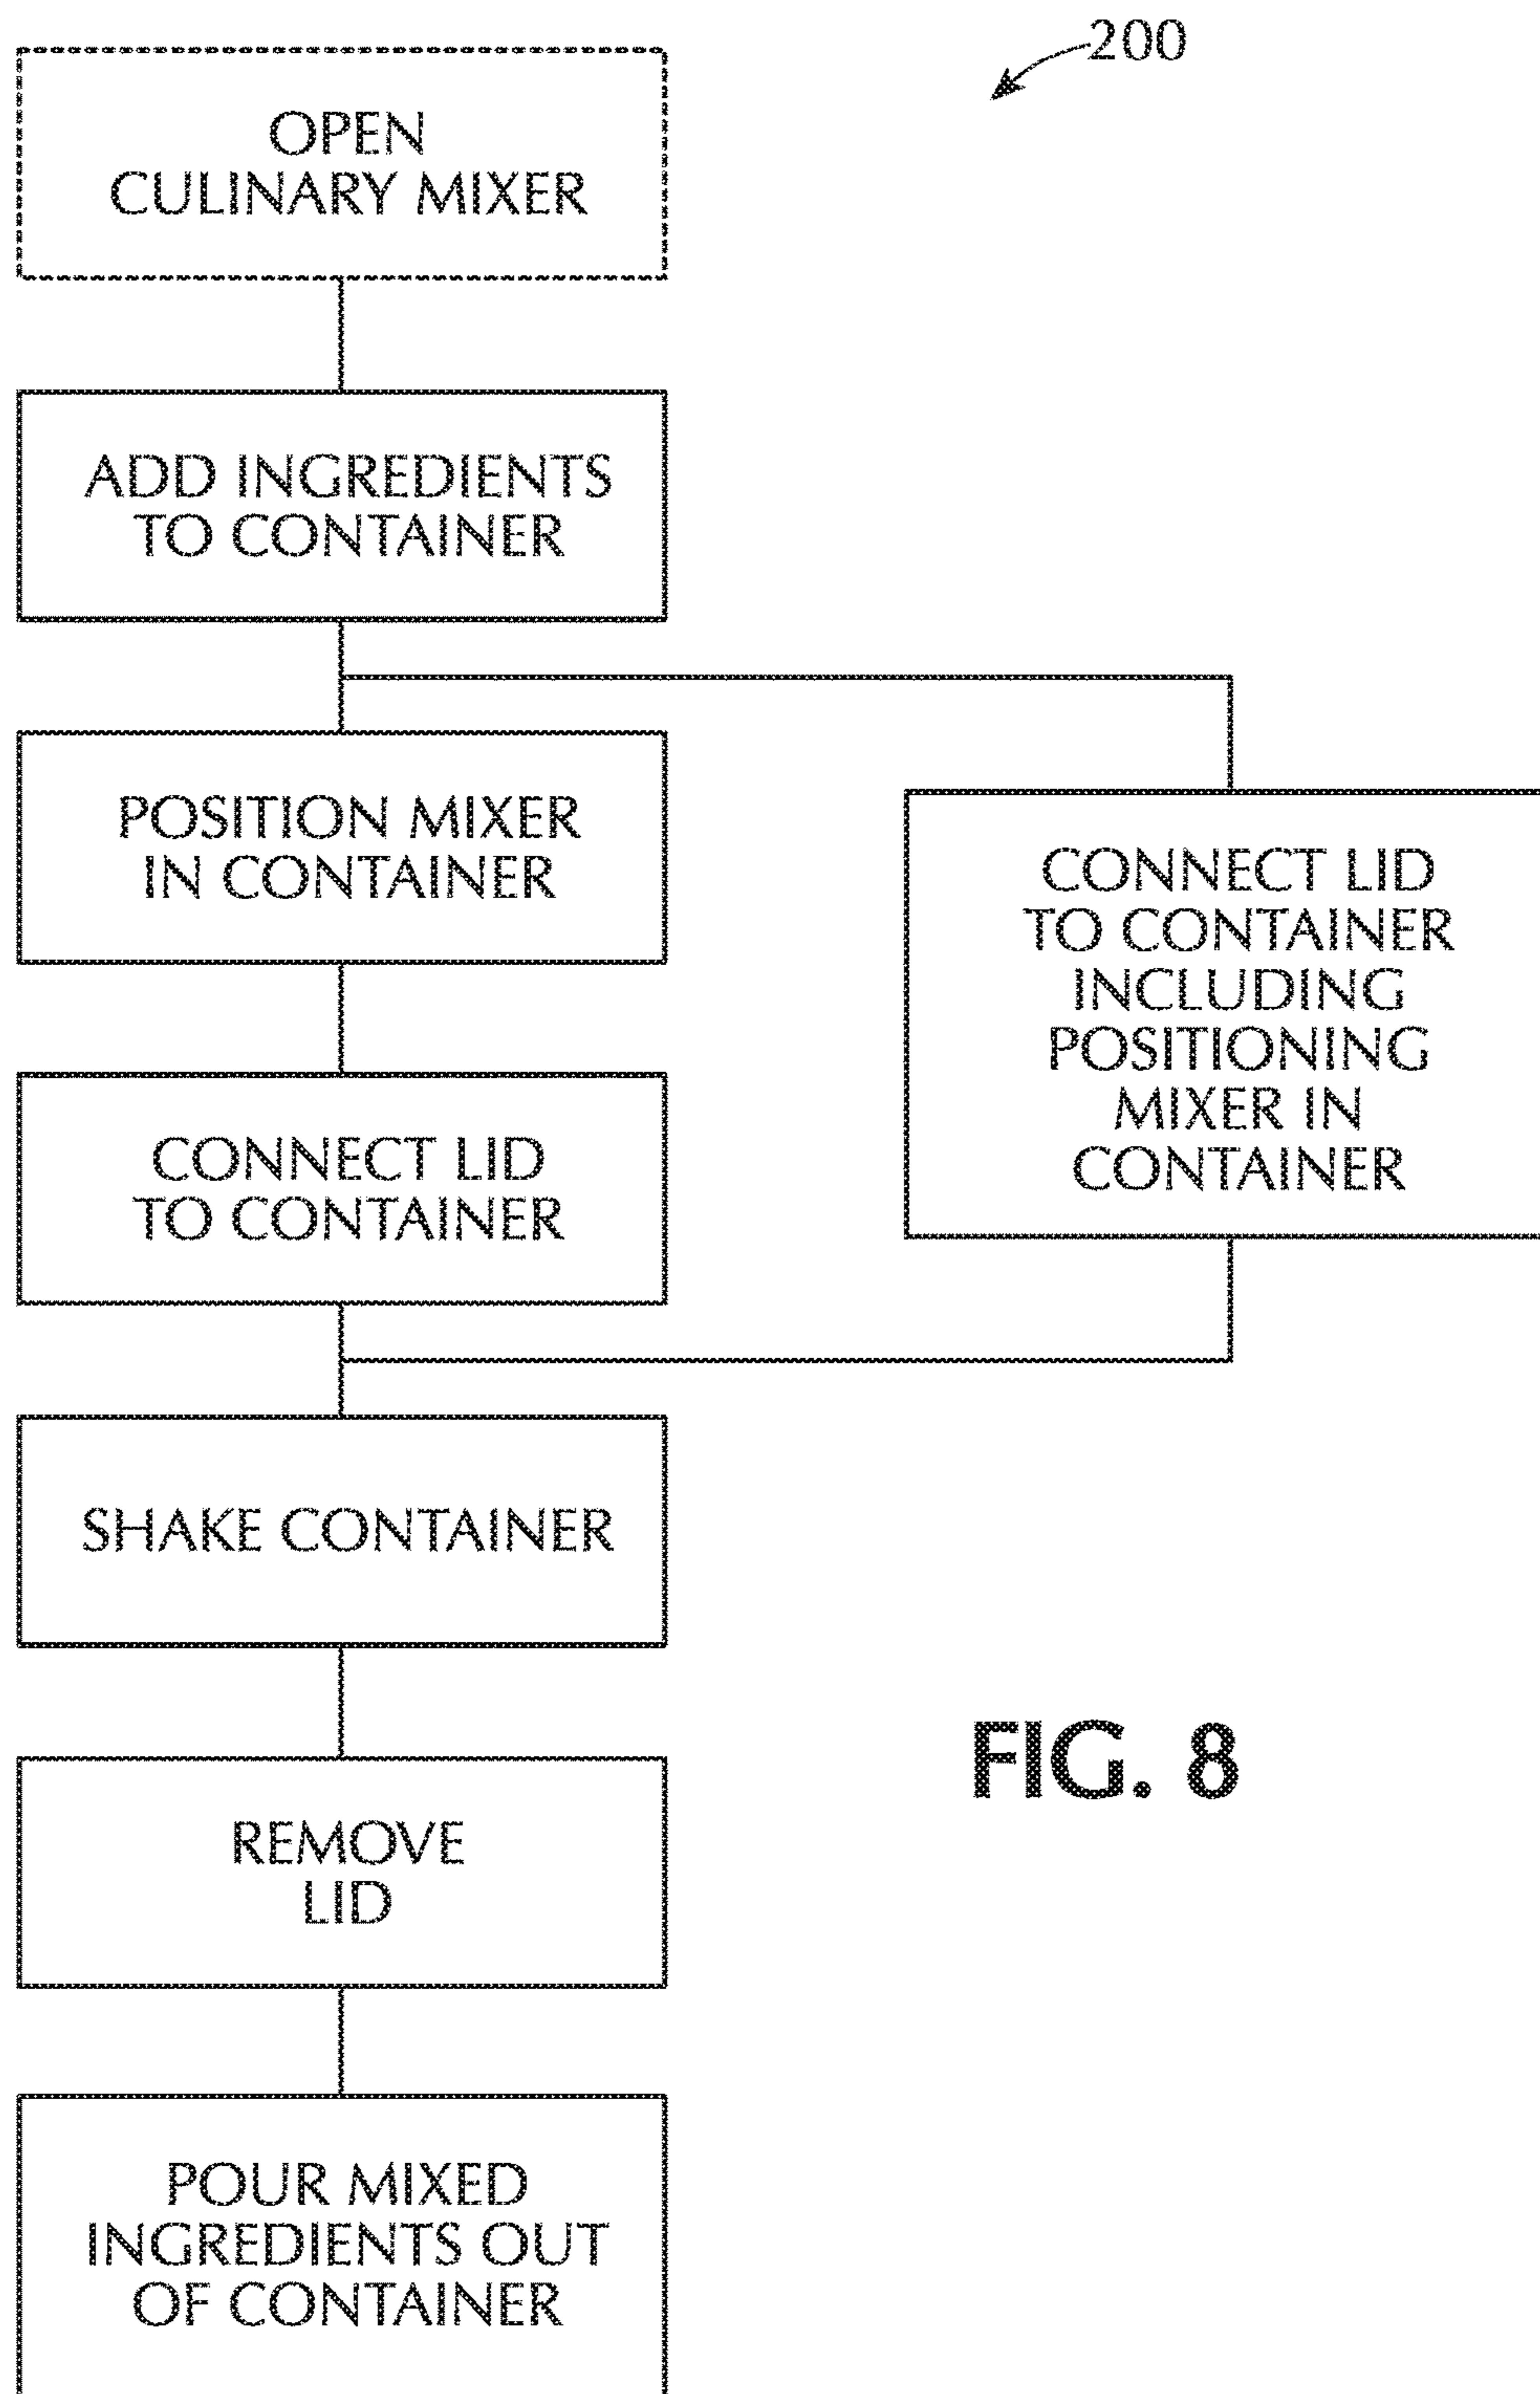 200
OPEN
CULINARY MIXER
ADD INGREDIENTS
TO CONTAINER
POSITION MIXER
IN CONTAINER
CONNECT LID
TO CONTAINER
CONNECT LID
TO CONTAINER
INCLUDING
POSITIONING
MIXER IN
CONTAINER
SHAKE CONTAINER
REMOVE
LID
POUR MIXED
INGREDIENTS OUT
OF CONTAINER
FIG. 8